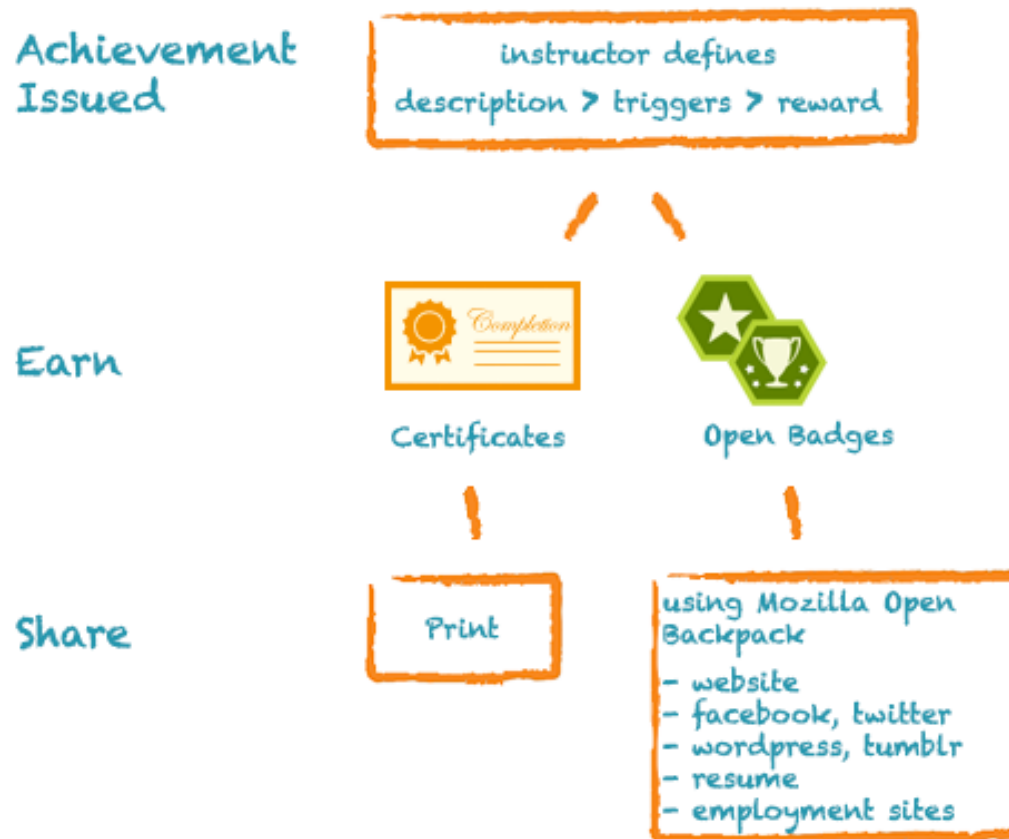 Achievement
Issued
instructor defines
description > triggers > reward
Earn
Completion
Certificates
Open Badges
Share
Print
using Mozilla Open
Backpack
- website
- facebook, twitter
- wordpress, tumblr
- resume
- employment sites